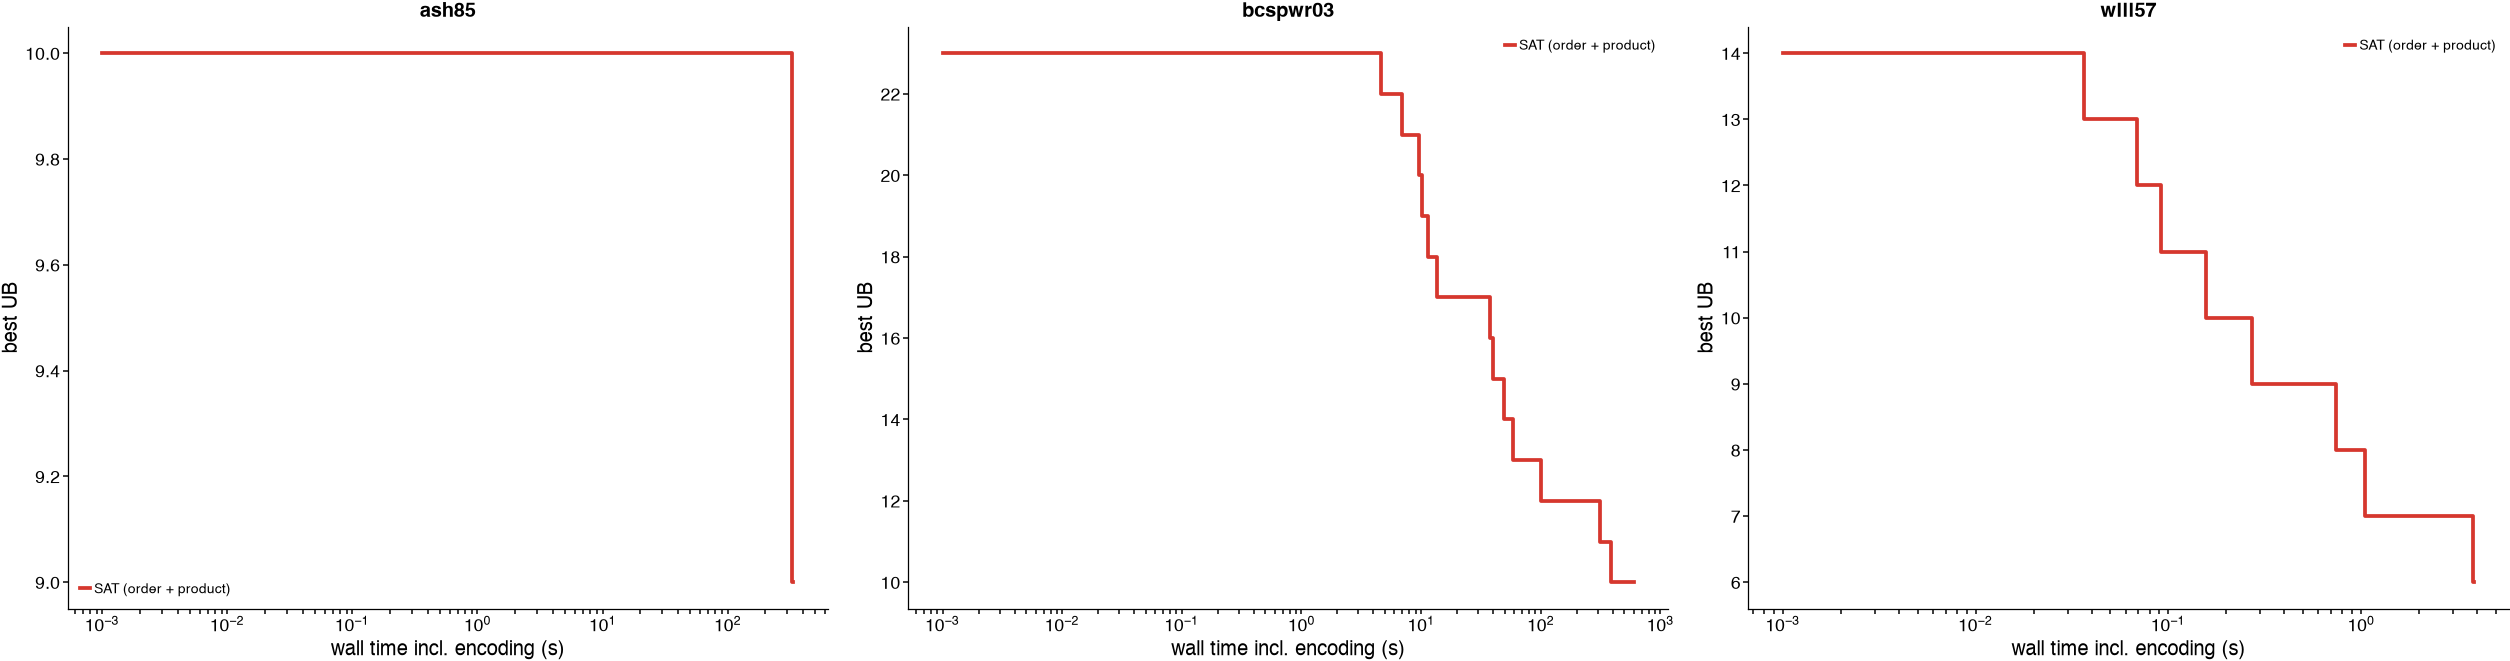 ash85
best UB
10.0
9.8
9.6
9.4
9.2
9.0
SAT (order + product)
10⁻³ 10⁻² 10⁻¹ 10⁰ 10¹ 10²
wall time incl. encoding (s)
bcspwr03
best UB
22
20
18
16
14
12
10
SAT (order + product)
10⁻³ 10⁻² 10⁻¹ 10⁰ 10¹ 10² 10³
wall time incl. encoding (s)
will57
best UB
14
13
12
11
10
9
8
7
6
SAT (order + product)
10⁻³ 10⁻² 10⁻¹ 10⁰
wall time incl. encoding (s)